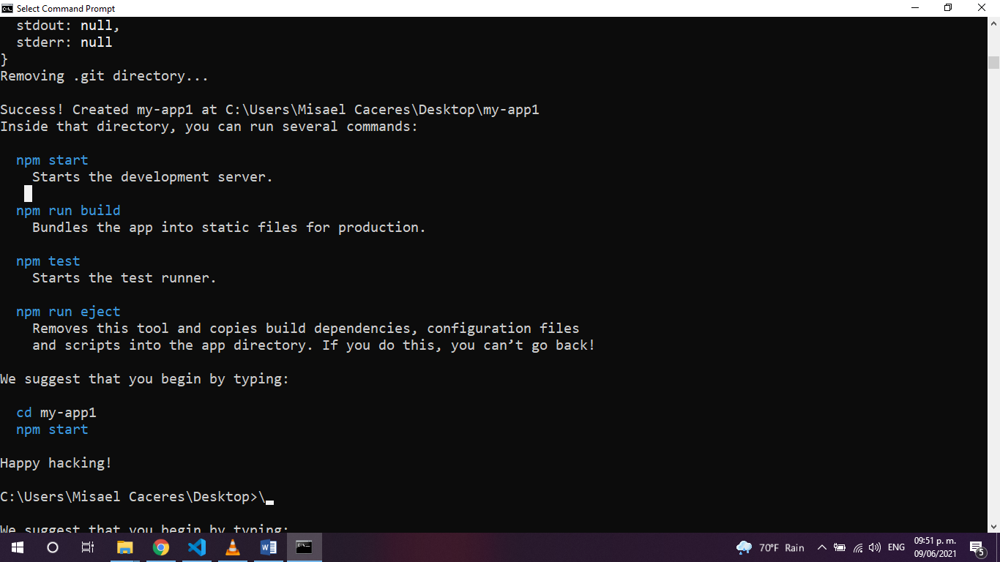 Select Command Prompt
stdout: null,
stderr: null
}
Removing .git directory...
Success! Created my-app1 at C:\Users\Misael Caceres\Desktop\my-app1
Inside that directory, you can run several commands:
npm start
Starts the development server.
npm run build
Bundles the app into static files for production.
npm test
Starts the test runner.
npm run eject
Removes this tool and copies build dependencies, configuration files
and scripts into the app directory. If you do this, you can’t go back!
We suggest that you begin by typing:
cd my-app1
npm start
Happy hacking!
C:\Users\Misael Caceres\Desktop>\
We suggest that you begin by typing:
70°F Rain
ENG
09:51 p. m.
09/06/2021
5